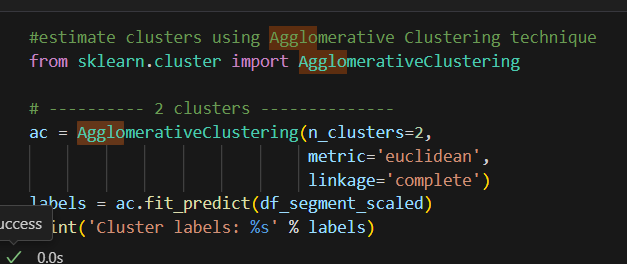 #estimate clusters using Agglomerative Clustering technique
from sklearn.cluster import AgglomerativeClustering
# ---------- 2 clusters --------------
ac = AgglomerativeClustering(n_clusters=2,
metric='euclidean',
linkage='complete')
labels = ac.fit_predict(df_segment_scaled)
int('Cluster labels: %s' % labels)
uccess
0.0s